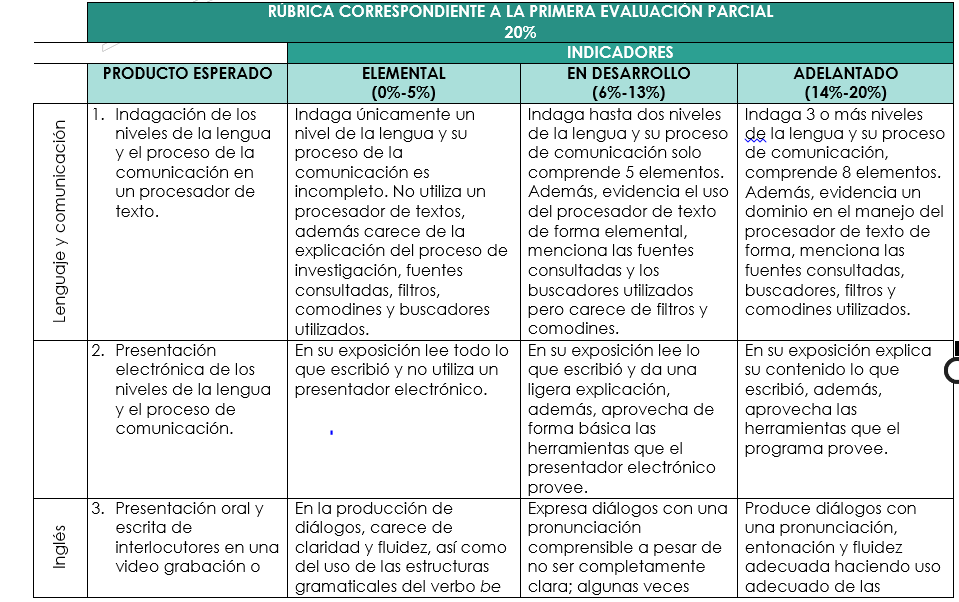 RÚBRICA CORRESPONDIENTE A LA PRIMERA EVALUACIÓN PARCIAL
20%
INDICADORES
PRODUCTO ESPERADO
ELEMENTAL
(0%-5%)
EN DESARROLLO
(6%-13%)
ADELANTADO
(14%-20%)
Lenguaje y comunicación
1. Indagación de los
niveles de la lengua
y el proceso de la
comunicación en
un procesador de
texto.
Indaga únicamente un
nivel de la lengua y su
proceso de la
comunicación es
incompleto. No utiliza un
procesador de textos,
además carece de la
explicación del proceso de
investigación, fuentes
consultadas, filtros,
comodines y buscadores
utilizados.
Indaga hasta dos niveles
de la lengua y su proceso
de comunicación solo
comprende 5 elementos.
Además, evidencia el uso
del procesador de texto
de forma elemental,
menciona las fuentes
consultadas y los
buscadores utilizados
pero carece de filtros y
comodines.
Indaga 3 o más niveles
de la lengua y su proceso
de comunicación,
comprende 8 elementos.
Además, evidencia un
dominio en el manejo del
procesador de texto de
forma, menciona las
fuentes consultadas,
buscadores, filtros y
comodines utilizados.
2. Presentación
electrónica de los
niveles de la lengua
y el proceso de
comunicación.
En su exposición lee todo lo
que escribió y no utiliza un
presentador electrónico.
En su exposición lee lo
que escribió y da una
ligera explicación,
además, aprovecha de
forma básica las
herramientas que el
presentador electrónico
provee.
En su exposición explica
su contenido lo que
escribió, además,
aprovecha las
herramientas que el
programa provee.
Inglés
3. Presentación oral y
escrita de
interlocutores en una
video grabación o
En la producción de
diálogos, carece de
claridad y fluidez, así como
del uso de las estructuras
gramaticales del verbo be
Expresa diálogos con una
pronunciación
comprensible a pesar de
no ser completamente
clara; algunas veces
Produce diálogos con
una pronunciación,
entonación y fluidez
adecuada haciendo uso
adecuado de las